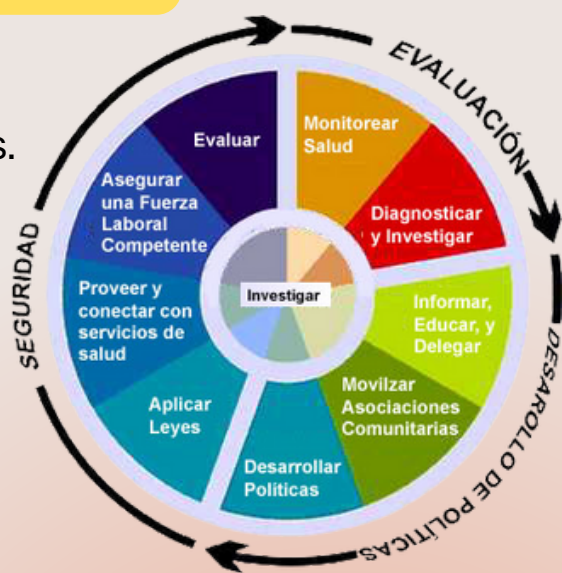 s.
EVALUACIÓN
Monitorear
Salud
Diagnosticar
y Investigar
DESAROLLO DE POLÍTICAS
Informar,
Educar, y
Delegar
Movilzar
Asociaciones
Comunitarias
Desarrollar
Políticas
SEGURIDAD
Aplicar
Leyes
Proveer y
conectar con
servicios de
salud
Asegurar
una Fuerza
Laboral
Competente
Evaluar
Investigar